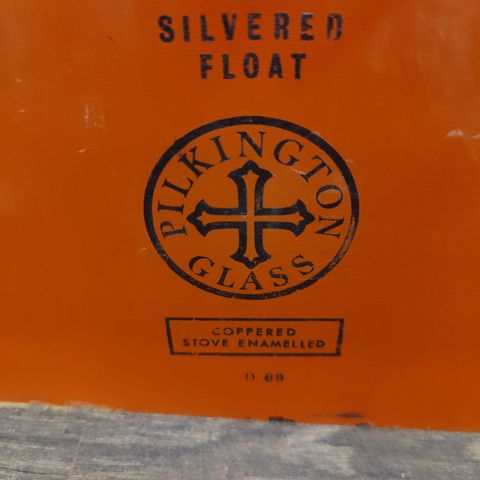 SILVERED
FLOAT
PILKINGTON
GLASS
COPPERED
STOVE ENAMELLED
D 69